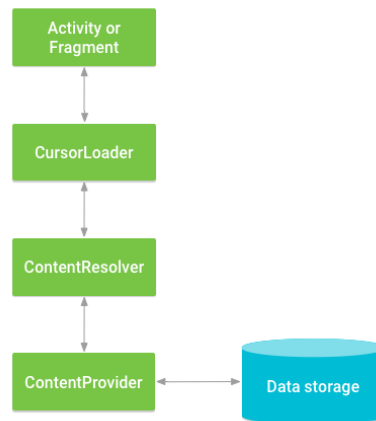 Activity or
Fragment
CursorLoader
ContentResolver
ContentProvider
Data storage